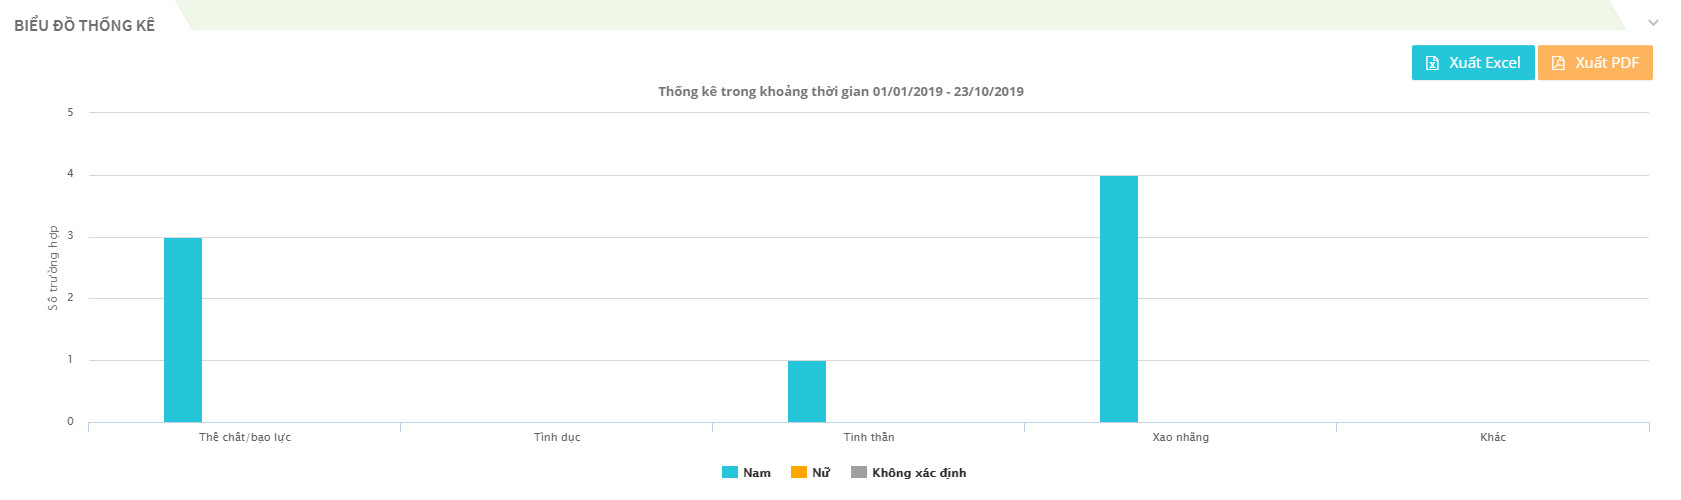 BIỂU ĐỒ THỐNG KÊ
Xuất Excel
Xuất PDF
Thống kê trong khoảng thời gian 01/01/2019 - 23/10/2019
5
4
3
2
1
0
Số trường hợp
Thể chất/bạo lực
Tình dục
Tinh thần
Xao nhãng
Khác
Nam
Nữ
Không xác định